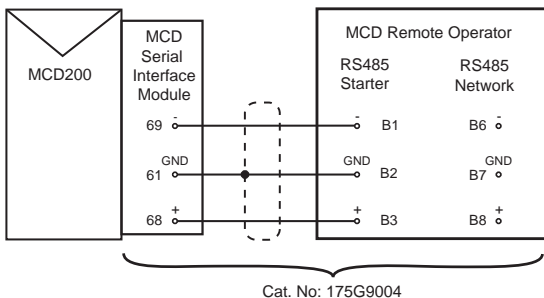 MCD200
MCD
Serial
Interface
Module
69 -
61 GND
68 +
MCD Remote Operator
RS485
Starter
RS485
Network
- B1
GND B2
+ B3
B6 -
B7 GND
B8 +
Cat. No: 175G9004